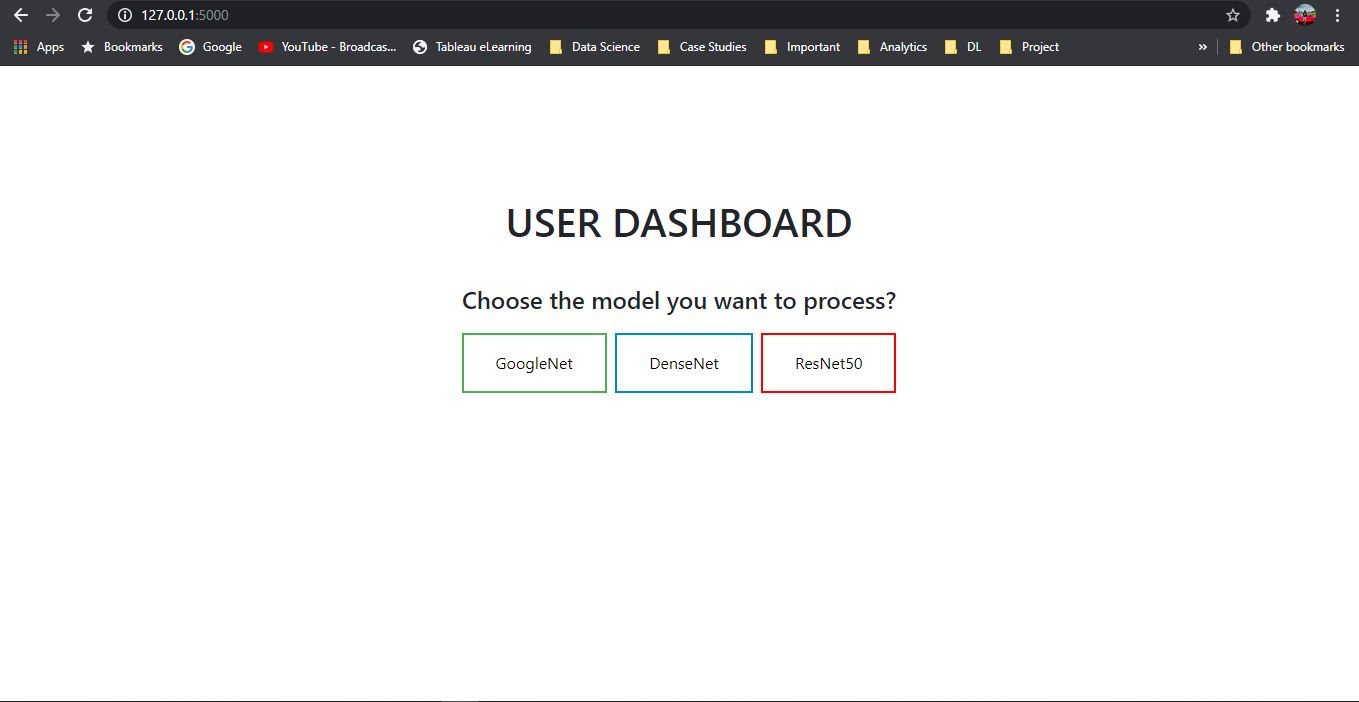 127.0.0.1:5000
Apps Bookmarks Google YouTube - Broadcas... Tableau eLearning Data Science Case Studies Important Analytics DL Project » Other bookmarks
USER DASHBOARD
Choose the model you want to process?
GoogleNet DenseNet ResNet50